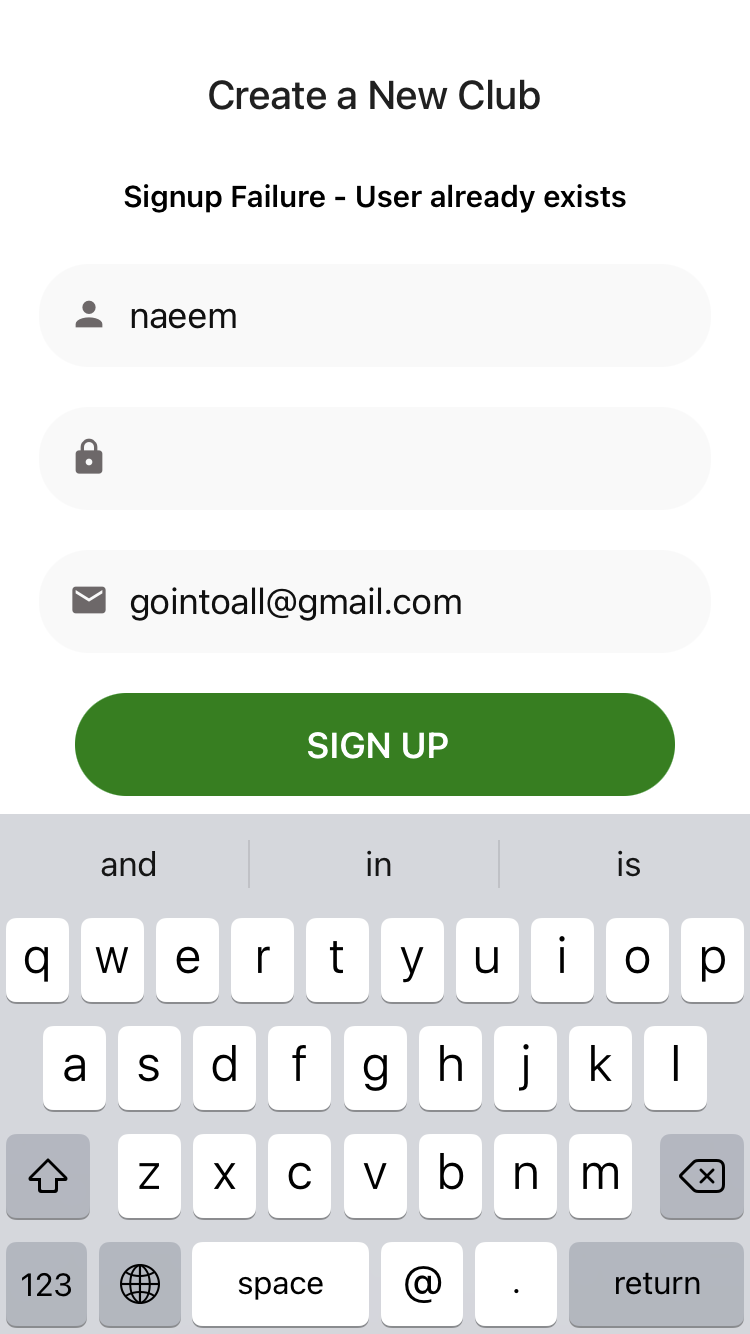 Create a New Club
Signup Failure - User already exists
naeem
gointoall@gmail.com
SIGN UP
and in is
q w e r t y u i o p
a s d f g h j k l
z x c v b n m
123 space @ . return